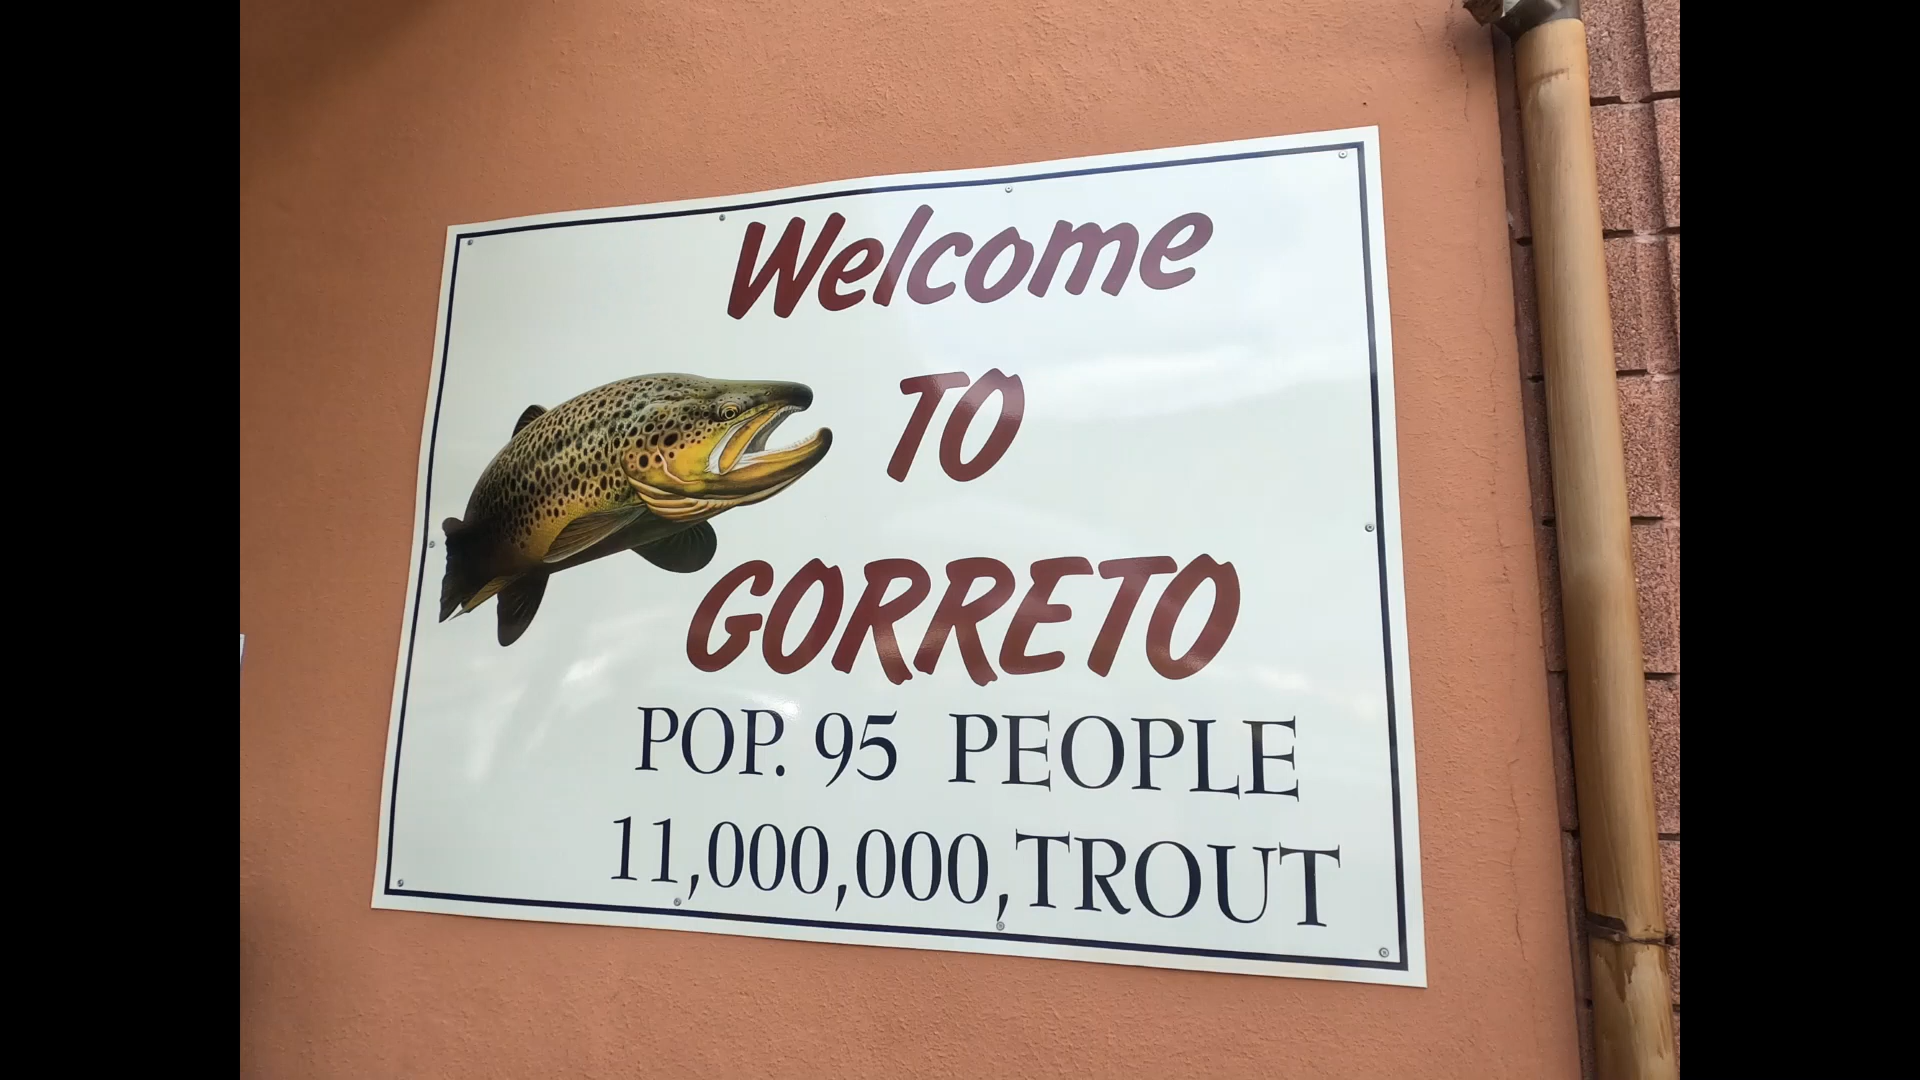 Welcome
TO
GORRETO
POP. 95 PEOPLE
11,000,000,TROUT